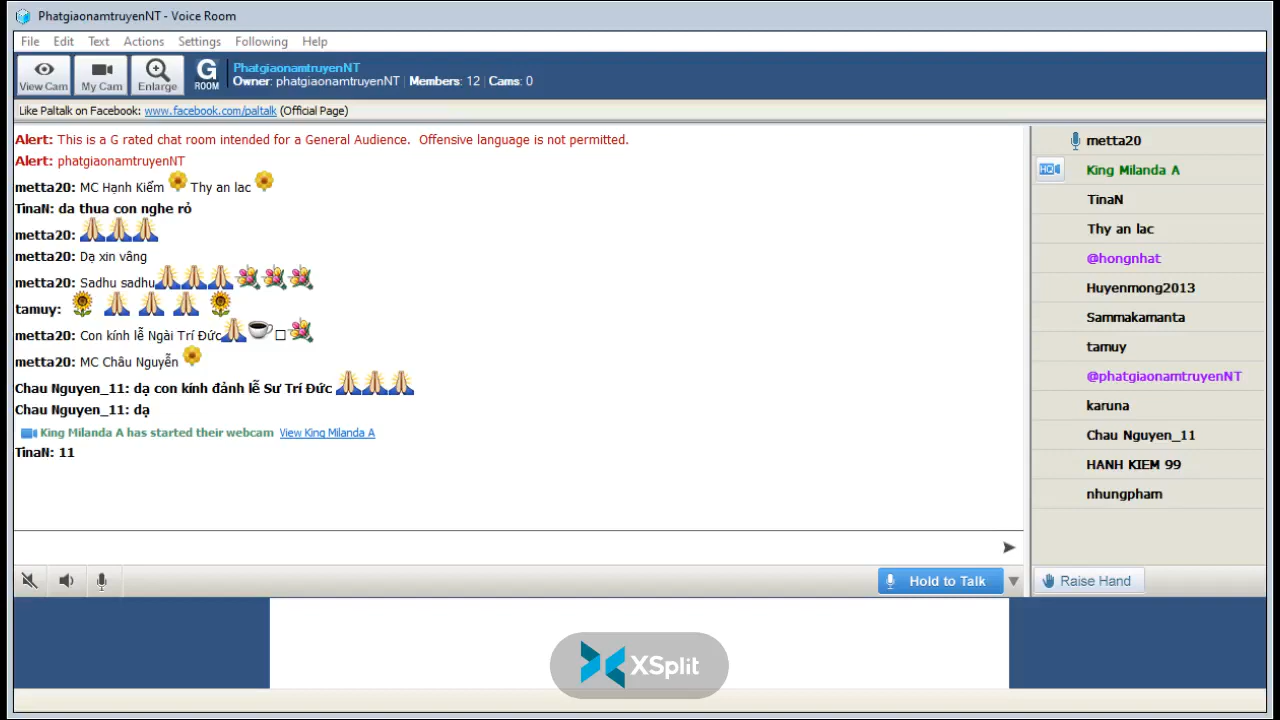 PhatgiaonamtruyenNT - Voice Room
File Edit Text Actions Settings Following Help
View Cam My Cam Enlarge G ROOM
PhatgiaonamtruyenNT
Owner: phatgiaonamtruyenNT | Members: 12 | Cams: 0
Like Paltalk on Facebook: www.facebook.com/paltalk (Official Page)
Alert: This is a G rated chat room intended for a General Audience. Offensive language is not permitted.
Alert: phatgiaonamtruyenNT
metta20: MC Hạnh Kiểm Thy an lac
TinaN: da thua con nghe rỏ
metta20:
metta20: Dạ xin vâng
metta20: Sadhu sadhu
tamuy:
metta20: Con kính lễ Ngài Trí Đức
metta20: MC Châu Nguyễn
Chau Nguyen_11: dạ con kính đảnh lễ Sư Trí Đức
Chau Nguyen_11: dạ
King Milanda A has started their webcam View King Milanda A
TinaN: 11
metta20
HQ King Milanda A
TinaN
Thy an lac
@hongnhat
Huyenmong2013
Sammakamanta
tamuy
@phatgiaonamtruyenNT
karuna
Chau Nguyen_11
HANH KIEM 99
nhungpham
Hold to Talk
Raise Hand
XSplit